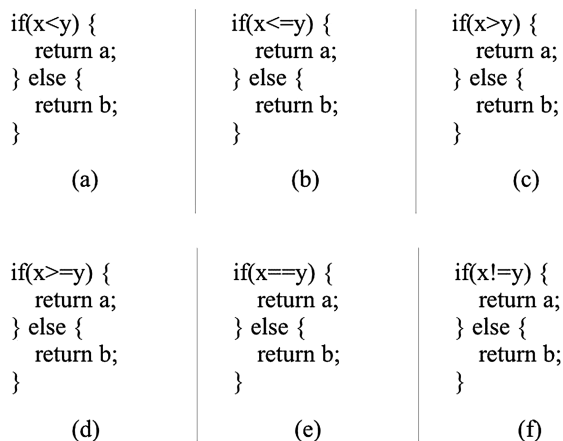 if(x<y) {
return a;
} else {
return b;
}
(a)
if(x<=y) {
return a;
} else {
return b;
}
(b)
if(x>y) {
return a;
} else {
return b;
}
(c)
if(x>=y) {
return a;
} else {
return b;
}
(d)
if(x==y) {
return a;
} else {
return b;
}
(e)
if(x!=y) {
return a;
} else {
return b;
}
(f)